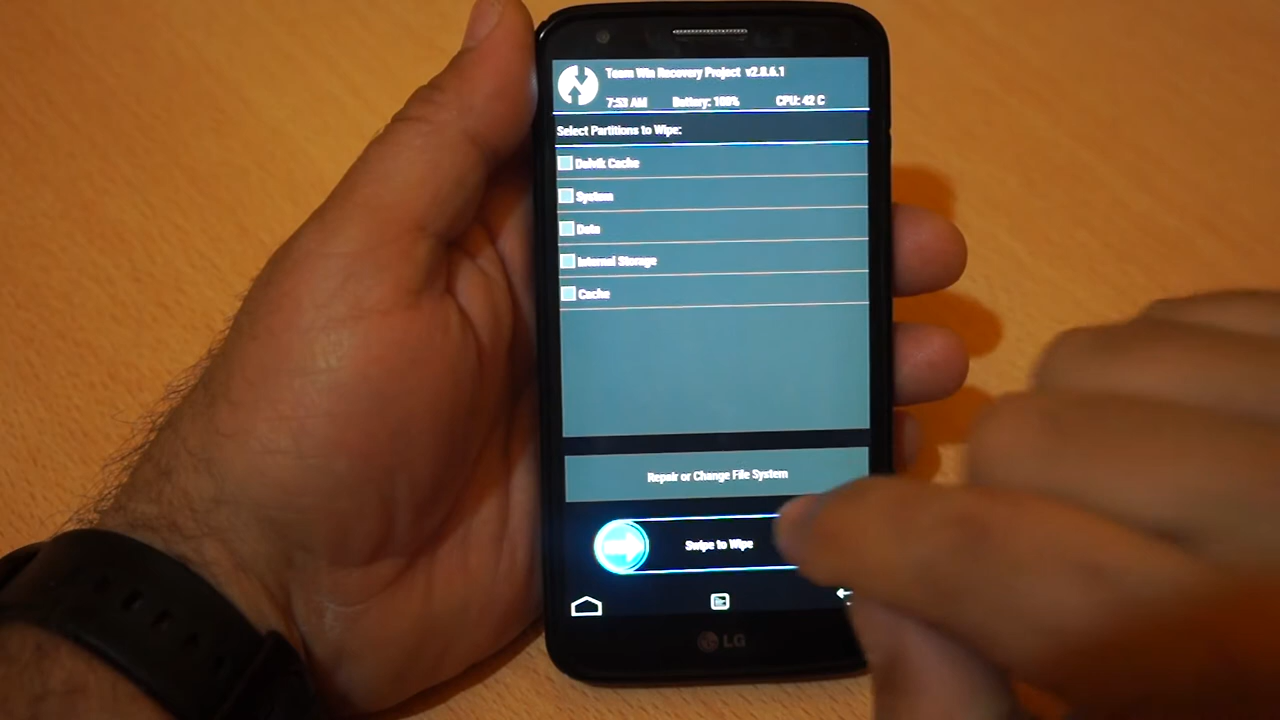 Team Win Recovery Project v2.8.6.1
7:53 AM Battery: 100% CPU: 42 C
Select Partitions to Wipe:
Dalvik Cache
System
Data
Internal Storage
Cache
Repair or Change File System
Swipe to Wipe
LG